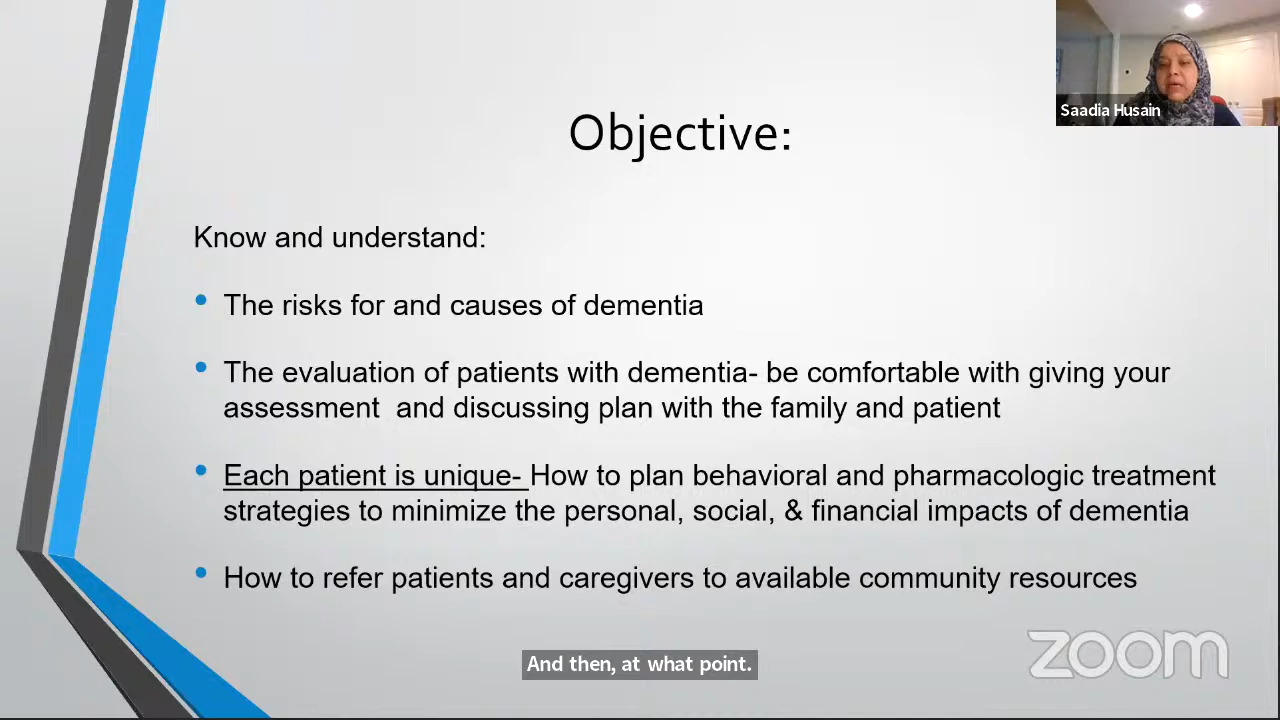 Saadia Husain
Objective:
Know and understand:
• The risks for and causes of dementia
• The evaluation of patients with dementia- be comfortable with giving your
assessment and discussing plan with the family and patient
• Each patient is unique- How to plan behavioral and pharmacologic treatment
strategies to minimize the personal, social, & financial impacts of dementia
• How to refer patients and caregivers to available community resources
And then, at what point.
zoom